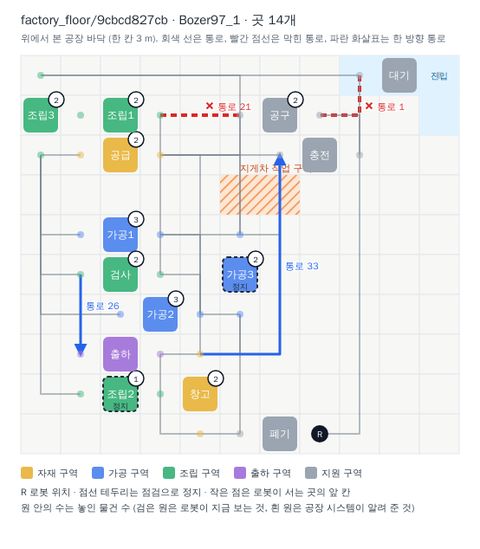 factory_floor/9cbcd827cb · Bozer97_1 · 곳 14개
위에서 본 공장 바닥 (한 칸 3 m). 회색 선은 통로, 빨간 점선은 막힌 통로, 파란 화살표는 한 방향 통로
대기
조립3 2
조립1 2
× 통로 21
공구 2
× 통로 1
공급 2
지게차 작업 구
충전
가공1 3
검사 2
가공3 2
정지
통로 33
통로 26
가공2 3
출하
조립2 1
정지
창고 2
폐기
R
자재 구역
가공 구역
조립 구역
출하 구역
지원 구역
R 로봇 위치 · 점선 테두리는 점검으로 정지 · 작은 점은 로봇이 서는 곳의 앞 칸
원 안의 수는 놓인 물건 수 (검은 원은 로봇이 지금 보는 것, 흰 원은 공장 시스템이 알려 준 것)